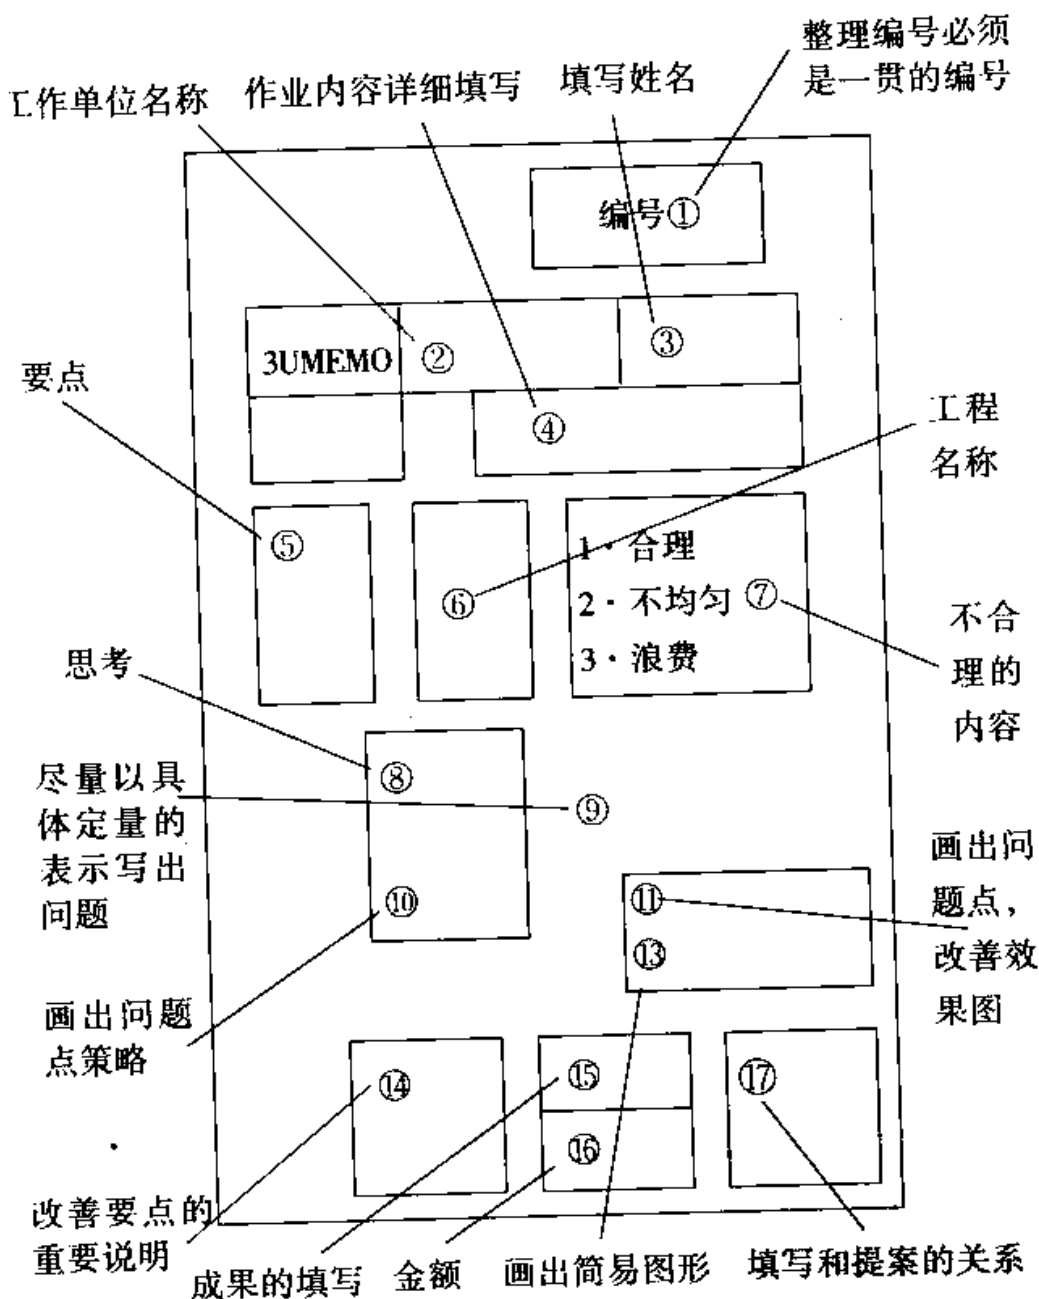 整理编号必须
是一贯的编号
工作单位名称
作业内容详细填写
填写姓名
编号①
3UMEMO
②
③
要点
④
工程
名称
⑤
⑥
1·合理
2·不均匀 ⑦
3·浪费
不合
理的
内容
思考
⑧
尽量以具
体定量的
表示写出
问题
⑨
⑩
画出问
题点，
改善效
果图
⑪
⑬
画出问题
点策略
⑭
⑮
⑯
⑰
改善要点的
重要说明
成果的填写
金额
画出简易图形
填写和提案的关系